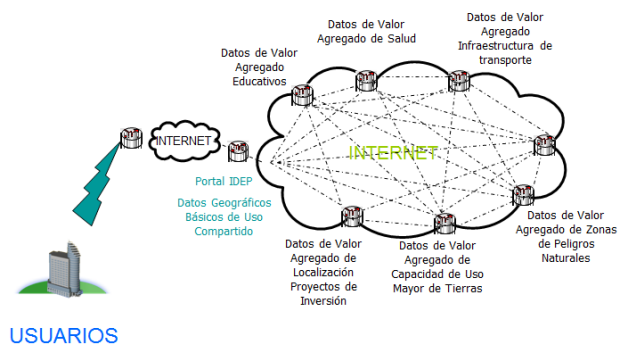 Datos de Valor
Agregado
Educativos
Datos de Valor
Agregado de Salud
Datos de Valor
Agregado
Infraestructura de
transporte
INTERNET
INTERNET
Portal IDEP
Datos Geográficos
Básicos de Uso
Compartido
Datos de Valor
Agregado de
Localización
Proyectos de
Inversión
Datos de Valor
Agregado de
Capacidad de Uso
Mayor de Tierras
Datos de Valor
Agregado de Zonas
de Peligros
Naturales
USUARIOS